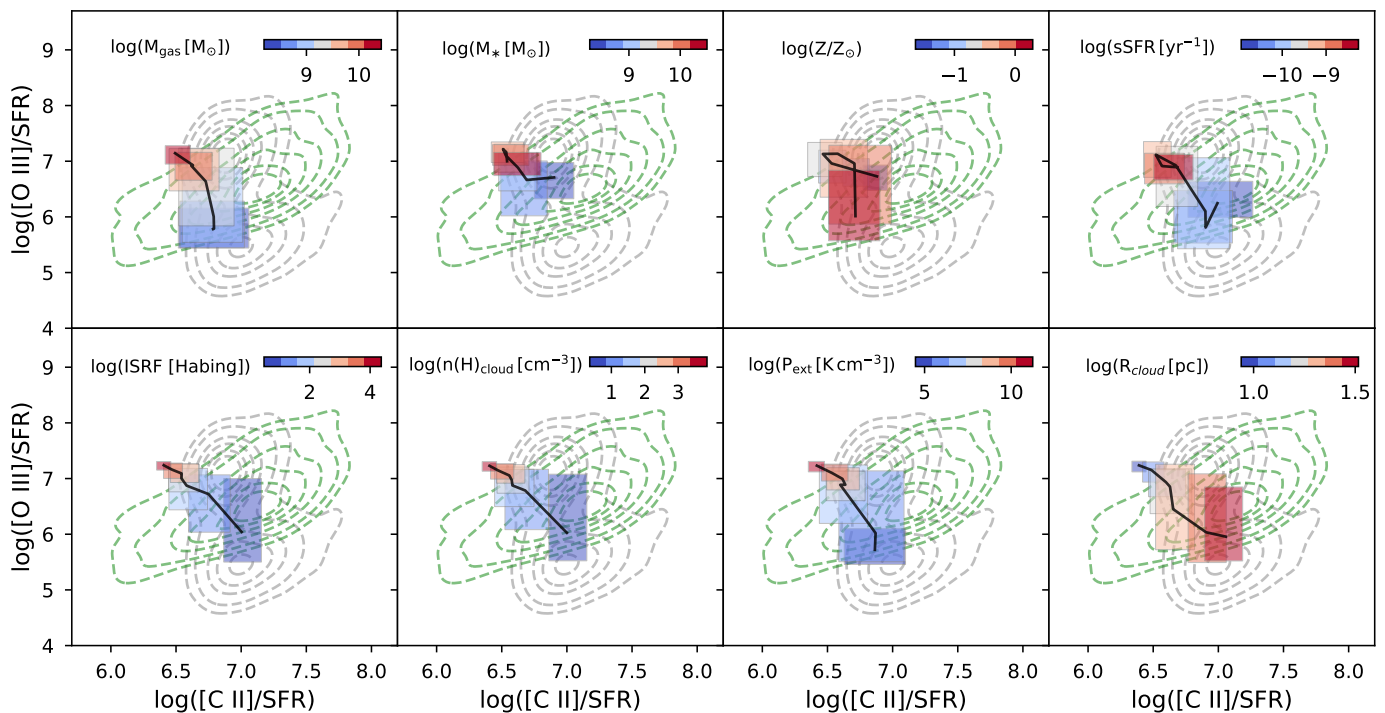 log(M_gas [M_⊙])
9 10
log(M_∗ [M_⊙])
9 10
log(Z/Z_⊙)
−1 0
log(sSFR [yr⁻¹])
−10 −9
log([O III]/SFR)
9
8
7
6
5
4
log(ISRF [Habing])
2 4
log(n(H)_cloud [cm⁻³])
1 2 3
log(P_ext [K cm⁻³])
5 10
log(R_cloud [pc])
1.0 1.5
log([O III]/SFR)
9
8
7
6
5
4
6.0 6.5 7.0 7.5 8.0
6.0 6.5 7.0 7.5 8.0
6.0 6.5 7.0 7.5 8.0
6.0 6.5 7.0 7.5 8.0
log([C II]/SFR)
log([C II]/SFR)
log([C II]/SFR)
log([C II]/SFR)